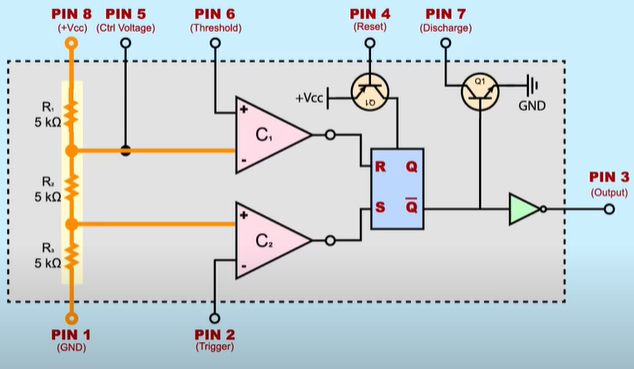 PIN 8 PIN 5 PIN 6 PIN 4 PIN 7
(+Vcc) (Ctrl Voltage) (Threshold) (Reset) (Discharge)
+Vcc
Q1
Q1
GND
R₁
5 kΩ
+
C₁
-
R Q
S Q̅
R₂
5 kΩ
PIN 3
(Output)
+
C₂
-
R₃
5 kΩ
PIN 1 PIN 2
(GND) (Trigger)